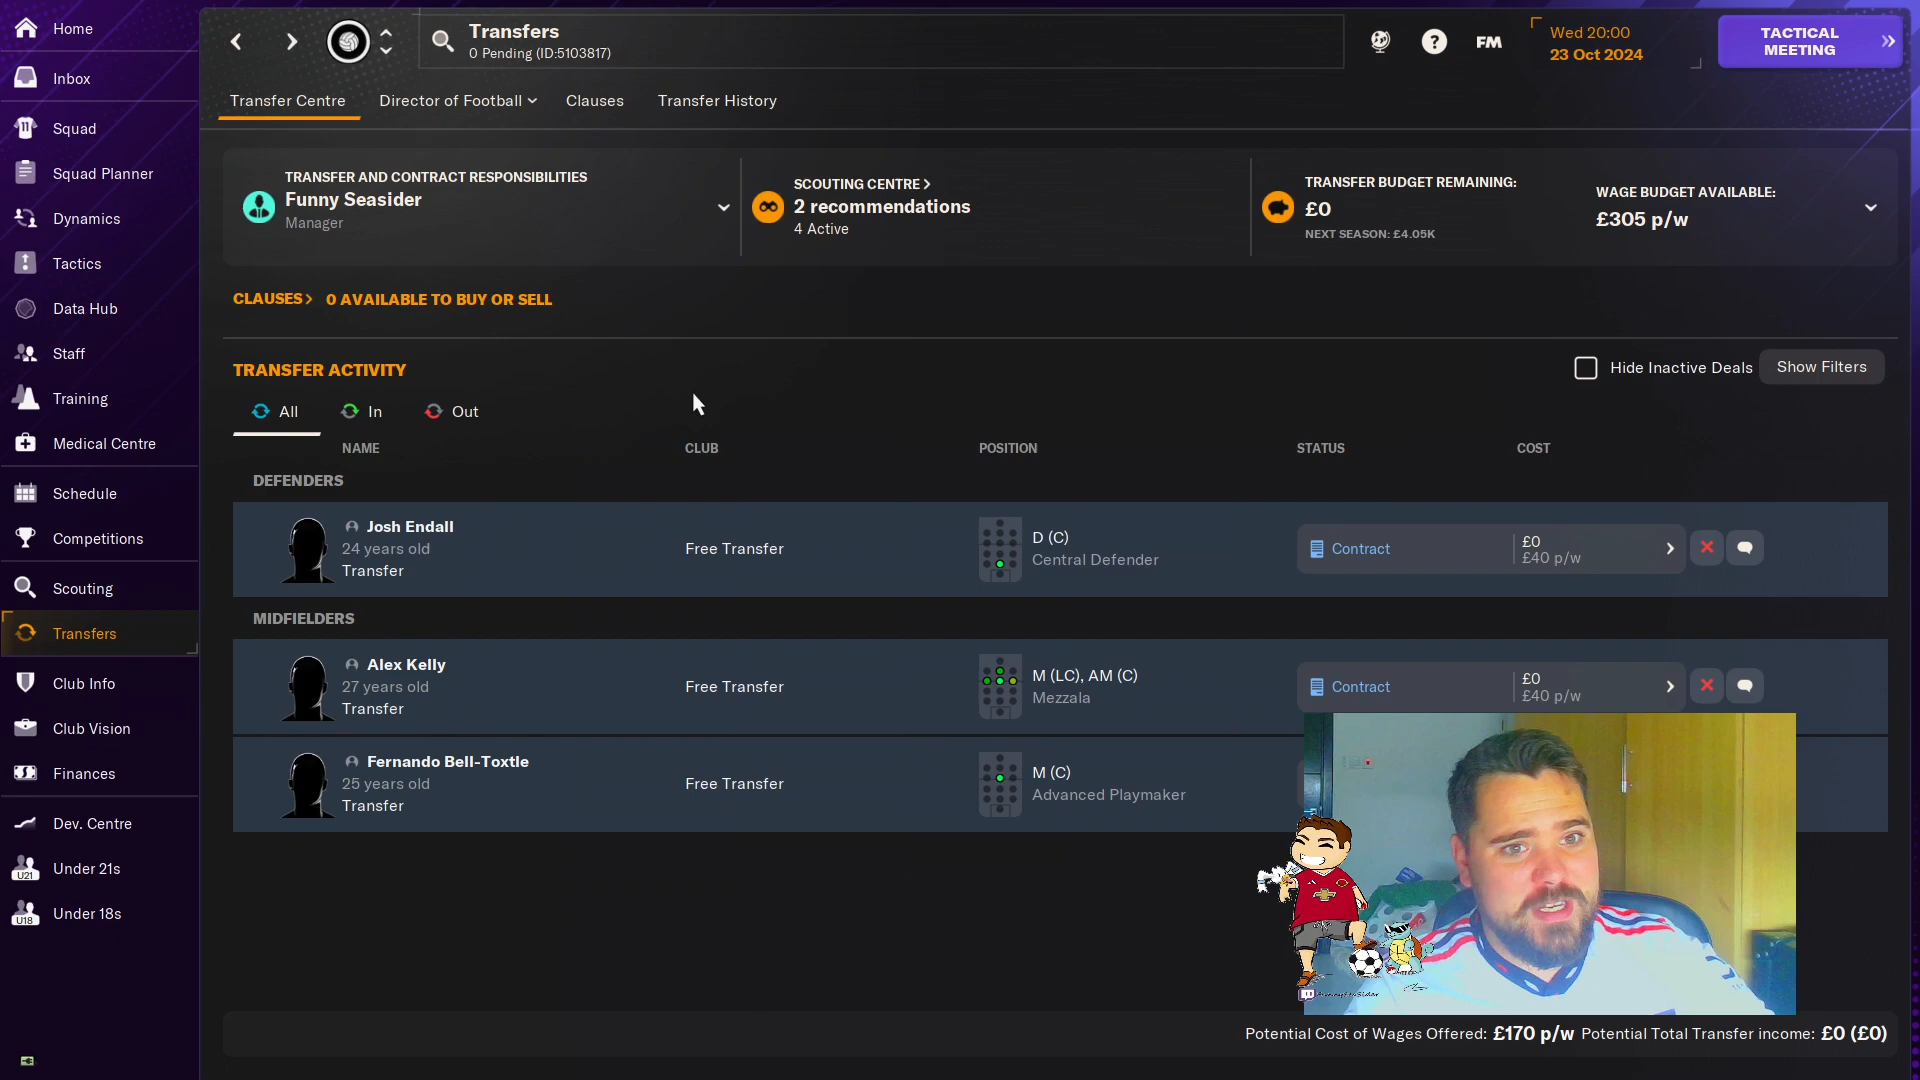 Home
Inbox
Squad
Squad Planner
Dynamics
Tactics
Data Hub
Staff
Training
Medical Centre
Schedule
Competitions
Scouting
Transfers
Club Info
Club Vision
Finances
Dev. Centre
U21
Under 21s
U18
Under 18s
Transfers
0 Pending (ID:5103817)
?
FM
Wed 20:00
23 Oct 2024
TACTICAL
MEETING
Transfer Centre
Director of Football
Clauses
Transfer History
TRANSFER AND CONTRACT RESPONSIBILITIES
Funny Seasider
Manager
SCOUTING CENTRE >
2 recommendations
4 Active
TRANSFER BUDGET REMAINING:
£0
NEXT SEASON: £4.05K
WAGE BUDGET AVAILABLE:
£305 p/w
CLAUSES > 0 AVAILABLE TO BUY OR SELL
TRANSFER ACTIVITY
Hide Inactive Deals
Show Filters
All
In
Out
NAME CLUB POSITION STATUS COST
DEFENDERS
Josh Endall
24 years old
Transfer
Free Transfer
D (C)
Central Defender
Contract
£0
£40 p/w
MIDFIELDERS
Alex Kelly
27 years old
Transfer
Free Transfer
M (LC), AM (C)
Mezzala
Contract
£0
£40 p/w
Fernando Bell-Toxtle
25 years old
Transfer
Free Transfer
M (C)
Advanced Playmaker
Potential Cost of Wages Offered: £170 p/w Potential Total Transfer income: £0 (£0)